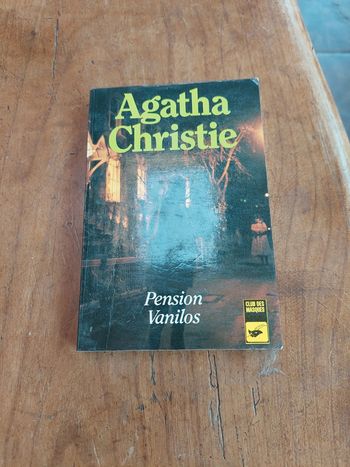 Agatha
Christie
Pension
Vanilos
CLUB DES
MASQUES